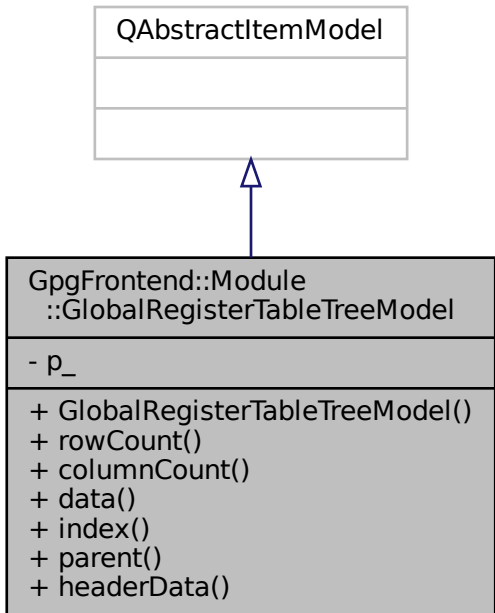 QAbstractItemModel
GpgFrontend::Module
::GlobalRegisterTableTreeModel
- p_
+ GlobalRegisterTableTreeModel()
+ rowCount()
+ columnCount()
+ data()
+ index()
+ parent()
+ headerData()